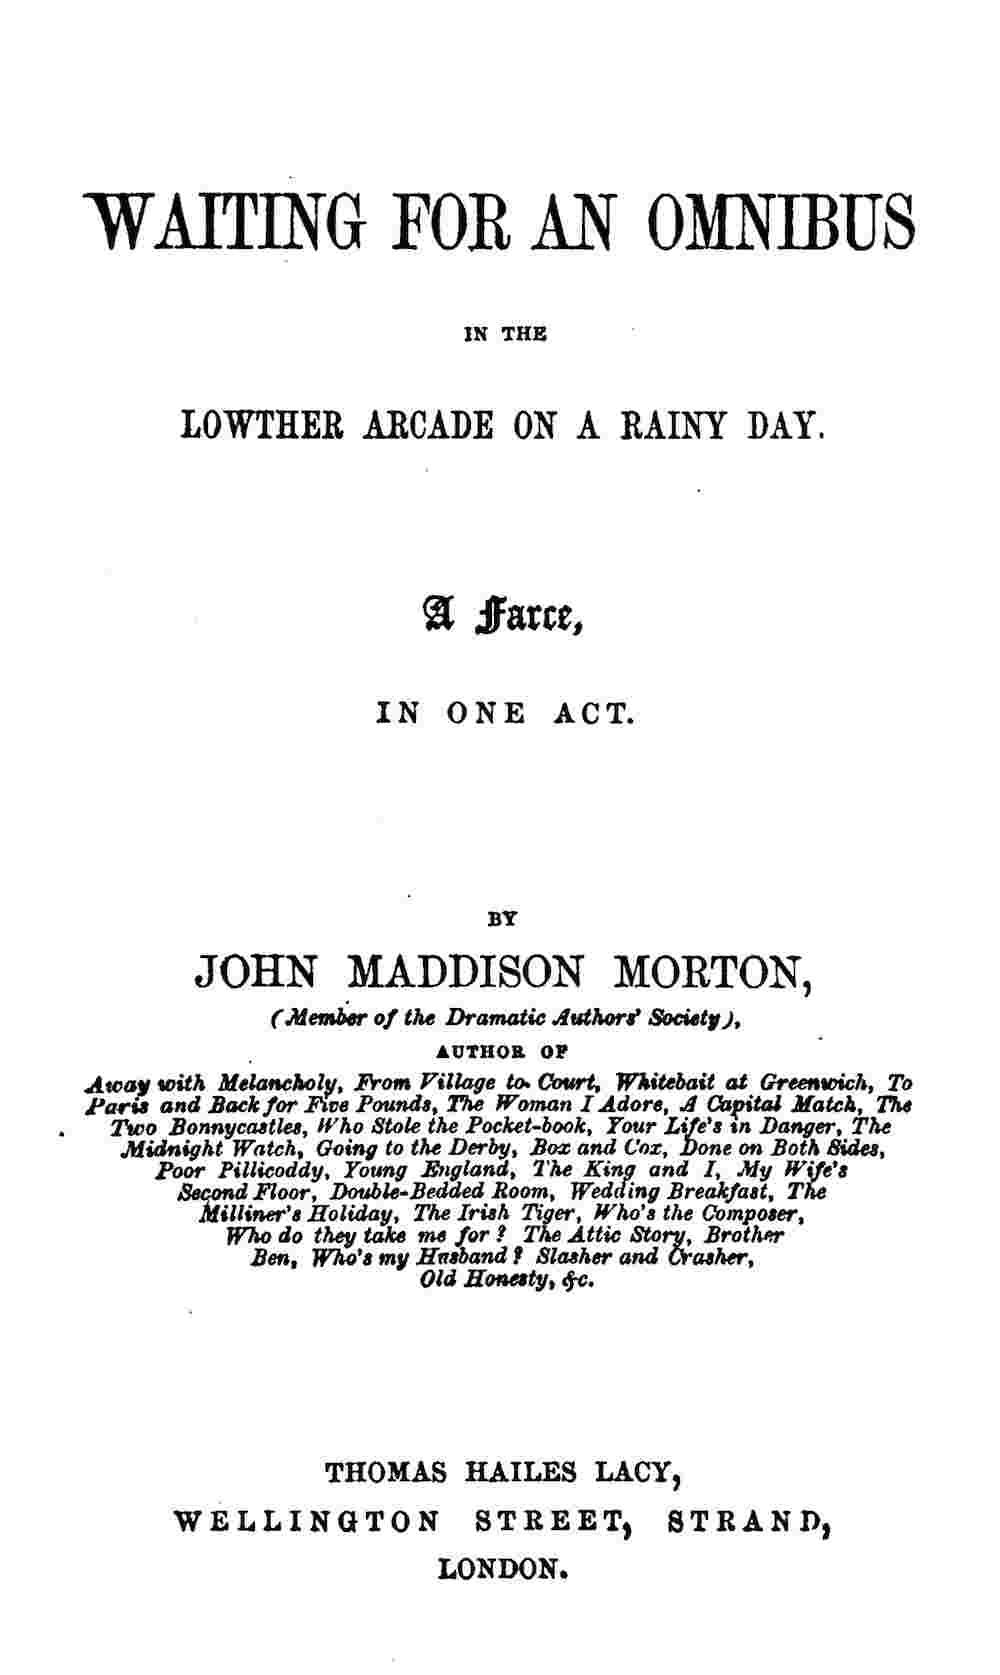 WAITING FOR AN OMNIBUS
IN THE
LOWTHER ARCADE ON A RAINY DAY.
A Farce,
IN ONE ACT.
BY
JOHN MADDISON MORTON,
(Member of the Dramatic Authors' Society),
AUTHOR OF
Away with Melancholy, From Village to Court, Whitebait at Greenwich, To
Paris and Back for Five Pounds, The Woman I Adore, A Capital Match, The
Two Bonnycastles, Who Stole the Pocket-book, Your Life's in Danger, The
Midnight Watch, Going to the Derby, Box and Cox, Done on Both Sides,
Poor Pillicoddy, Young England, The King and I, My Wife's
Second Floor, Double-Bedded Room, Wedding Breakfast, The
Milliner's Holiday, The Irish Tiger, Who's the Composer,
Who do they take me for? The Attic Story, Brother
Ben, Who's my Husband? Slasher and Crasher,
Old Honesty, &c.
THOMAS HAILES LACY,
WELLINGTON STREET, STRAND,
LONDON.